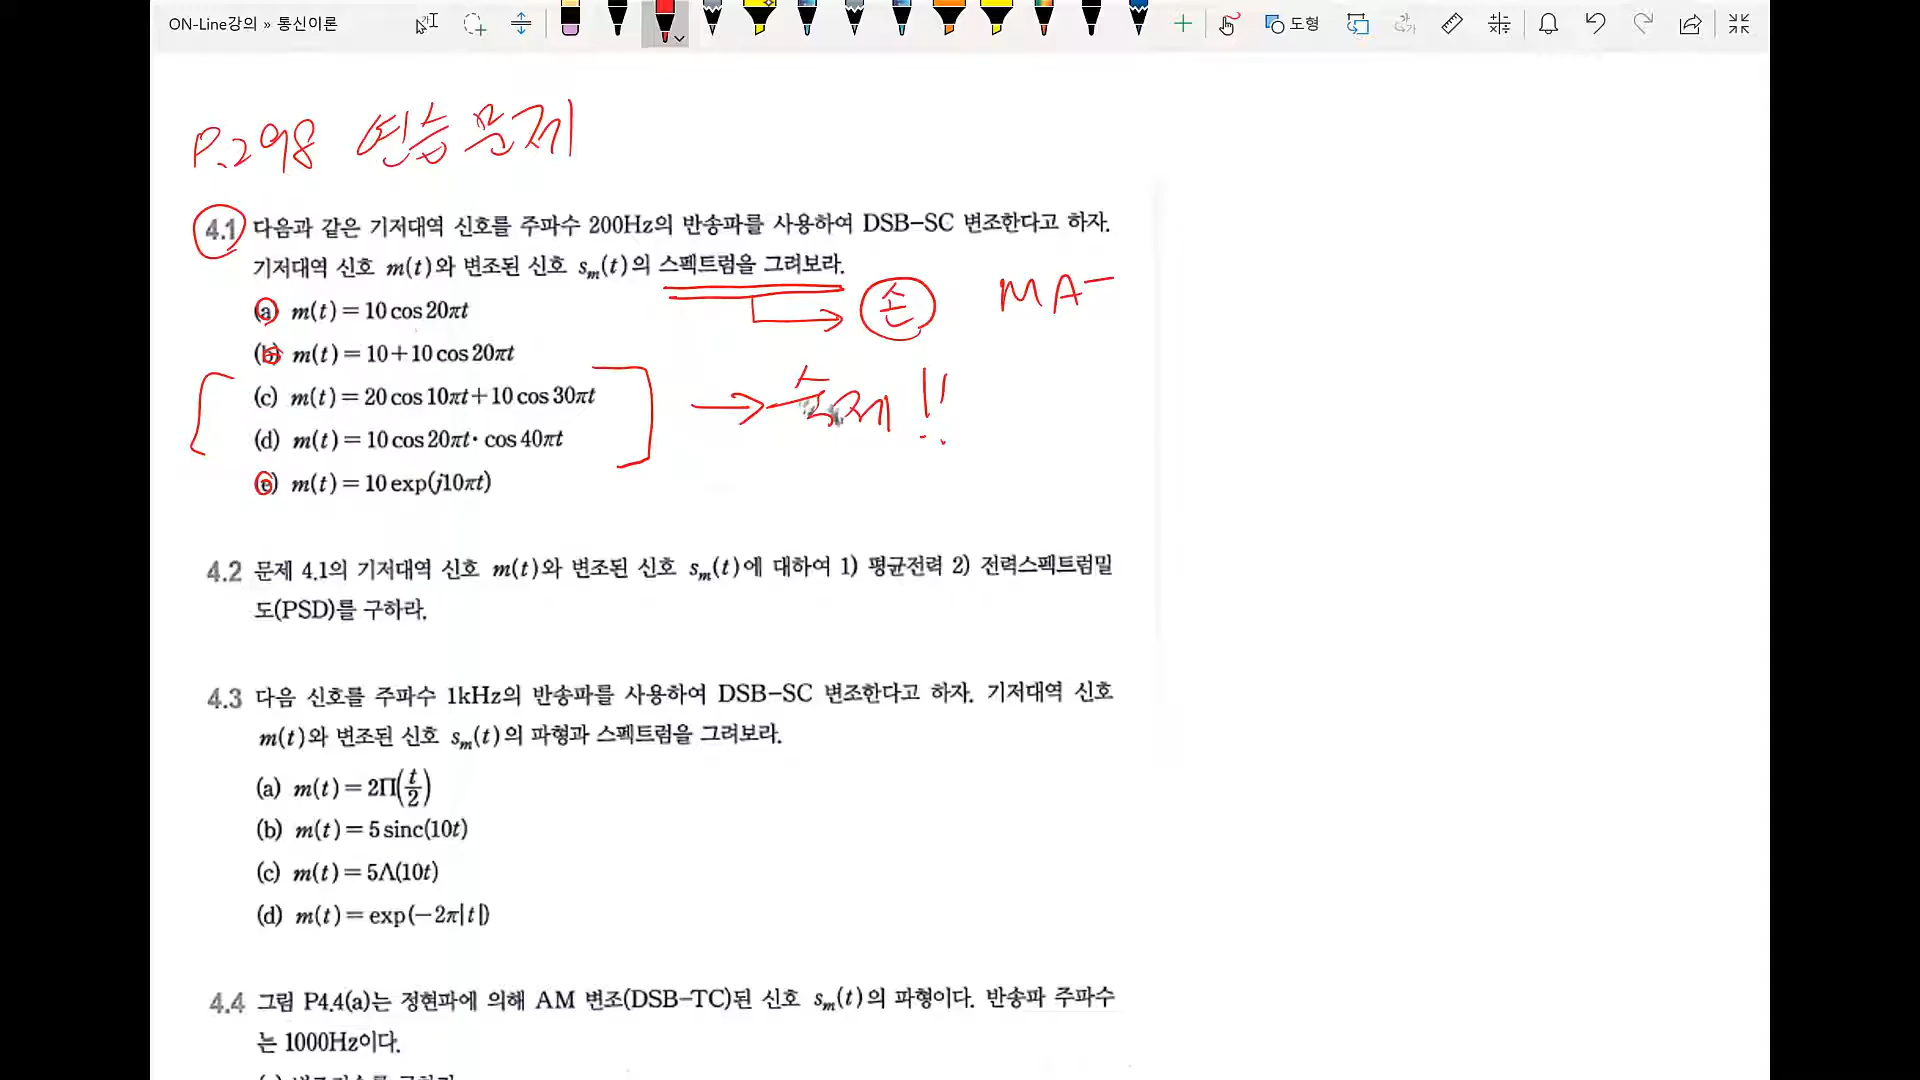 ON-Line강의 » 통신이론
도형
P.298 연습문제
4.1 다음과 같은 기저대역 신호를 주파수 200Hz의 반송파를 사용하여 DSB-SC 변조한다고 하자.
기저대역 신호 m(t)와 변조된 신호 sₘ(t)의 스펙트럼을 그려보라.
손 MA
(a) m(t)=10 cos 20πt
(b) m(t)=10+10 cos 20πt
(c) m(t)=20 cos 10πt+10 cos 30πt
→ 숙제!!
(d) m(t)=10 cos 20πt· cos 40πt
(e) m(t)=10 exp(j10πt)
4.2 문제 4.1의 기저대역 신호 m(t)와 변조된 신호 sₘ(t)에 대하여 1) 평균전력 2) 전력스펙트럼밀
도(PSD)를 구하라.
4.3 다음 신호를 주파수 1kHz의 반송파를 사용하여 DSB-SC 변조한다고 하자. 기저대역 신호
m(t)와 변조된 신호 sₘ(t)의 파형과 스펙트럼을 그려보라.
(a) m(t)=2Π(t/2)
(b) m(t)=5 sinc(10t)
(c) m(t)=5Λ(10t)
(d) m(t)=exp(-2π|t|)
4.4 그림 P4.4(a)는 정현파에 의해 AM 변조(DSB-TC)된 신호 sₘ(t)의 파형이다. 반송파 주파수
는 1000Hz이다.